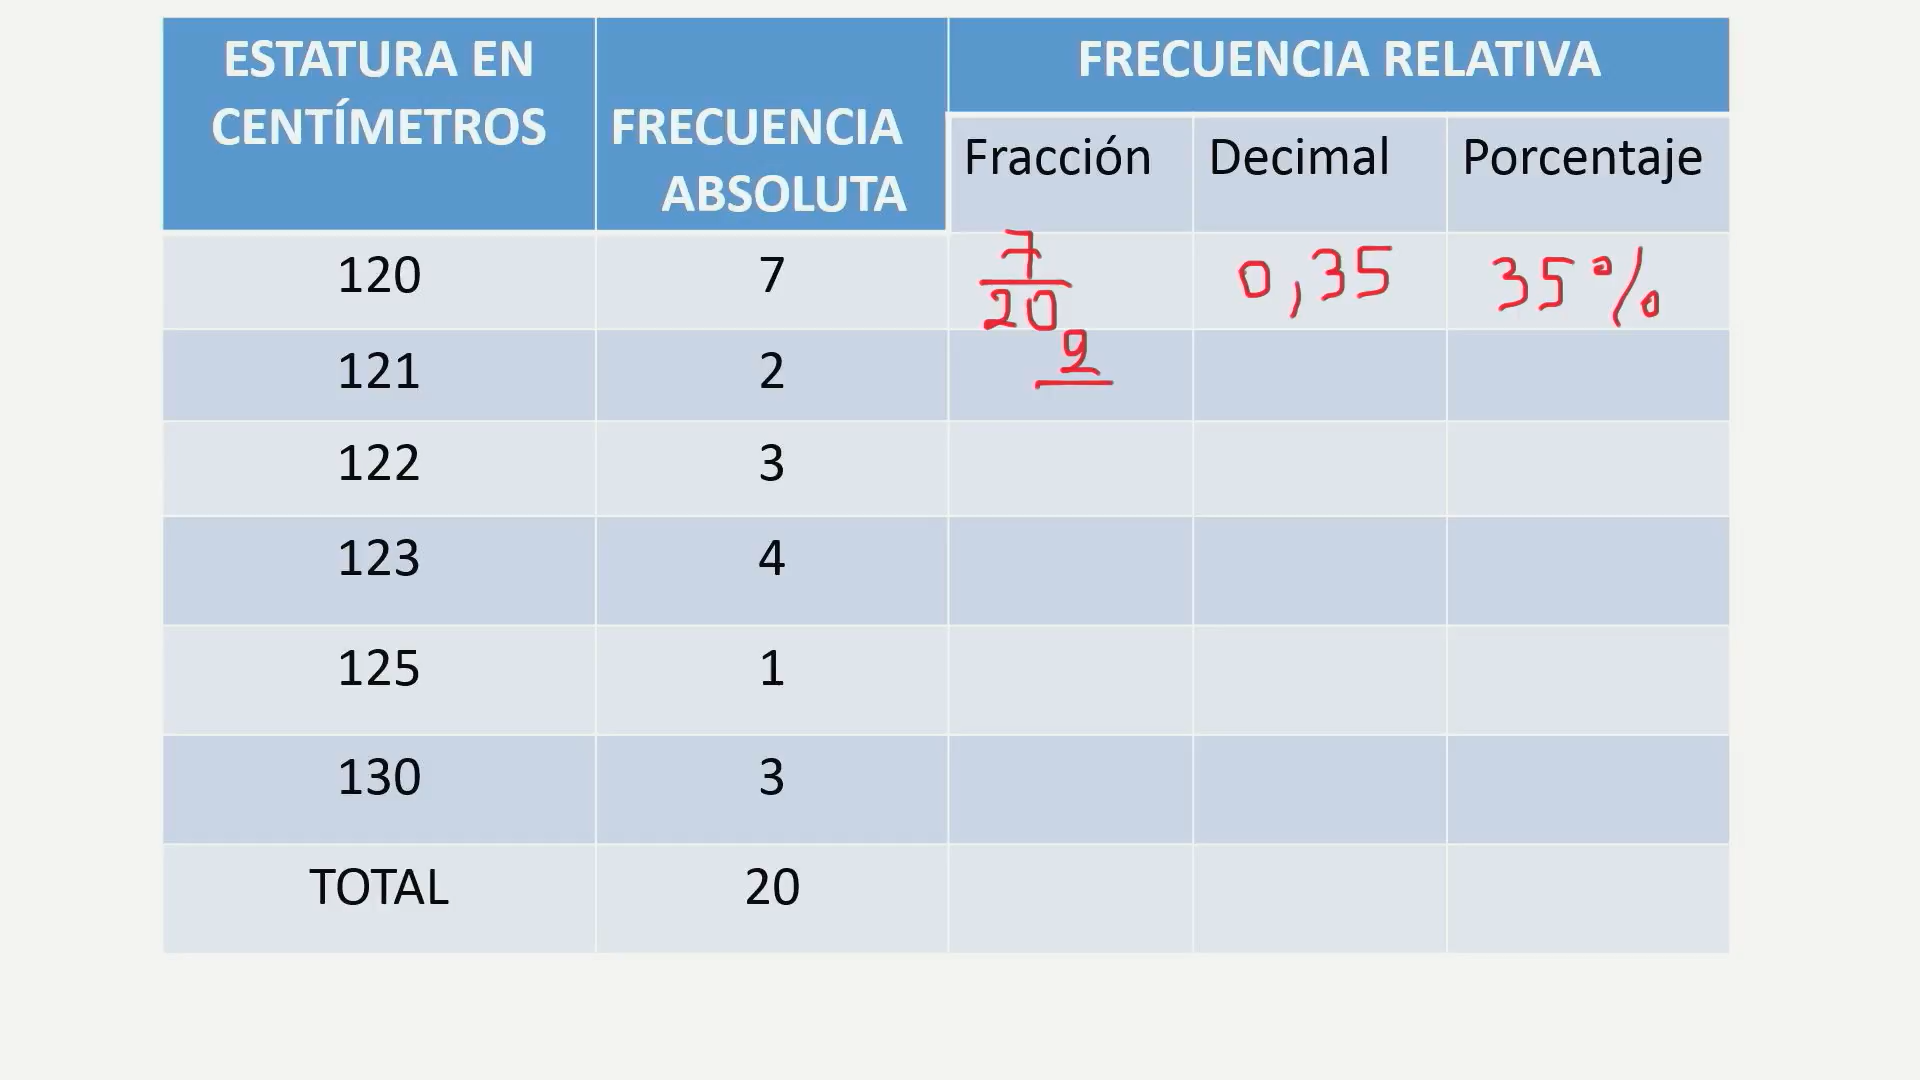 ESTATURA EN
CENTÍMETROS
FRECUENCIA
ABSOLUTA
FRECUENCIA RELATIVA
Fracción Decimal Porcentaje
120 7 7/20 0,35 35%
121 2 2
122 3
123 4
125 1
130 3
TOTAL 20